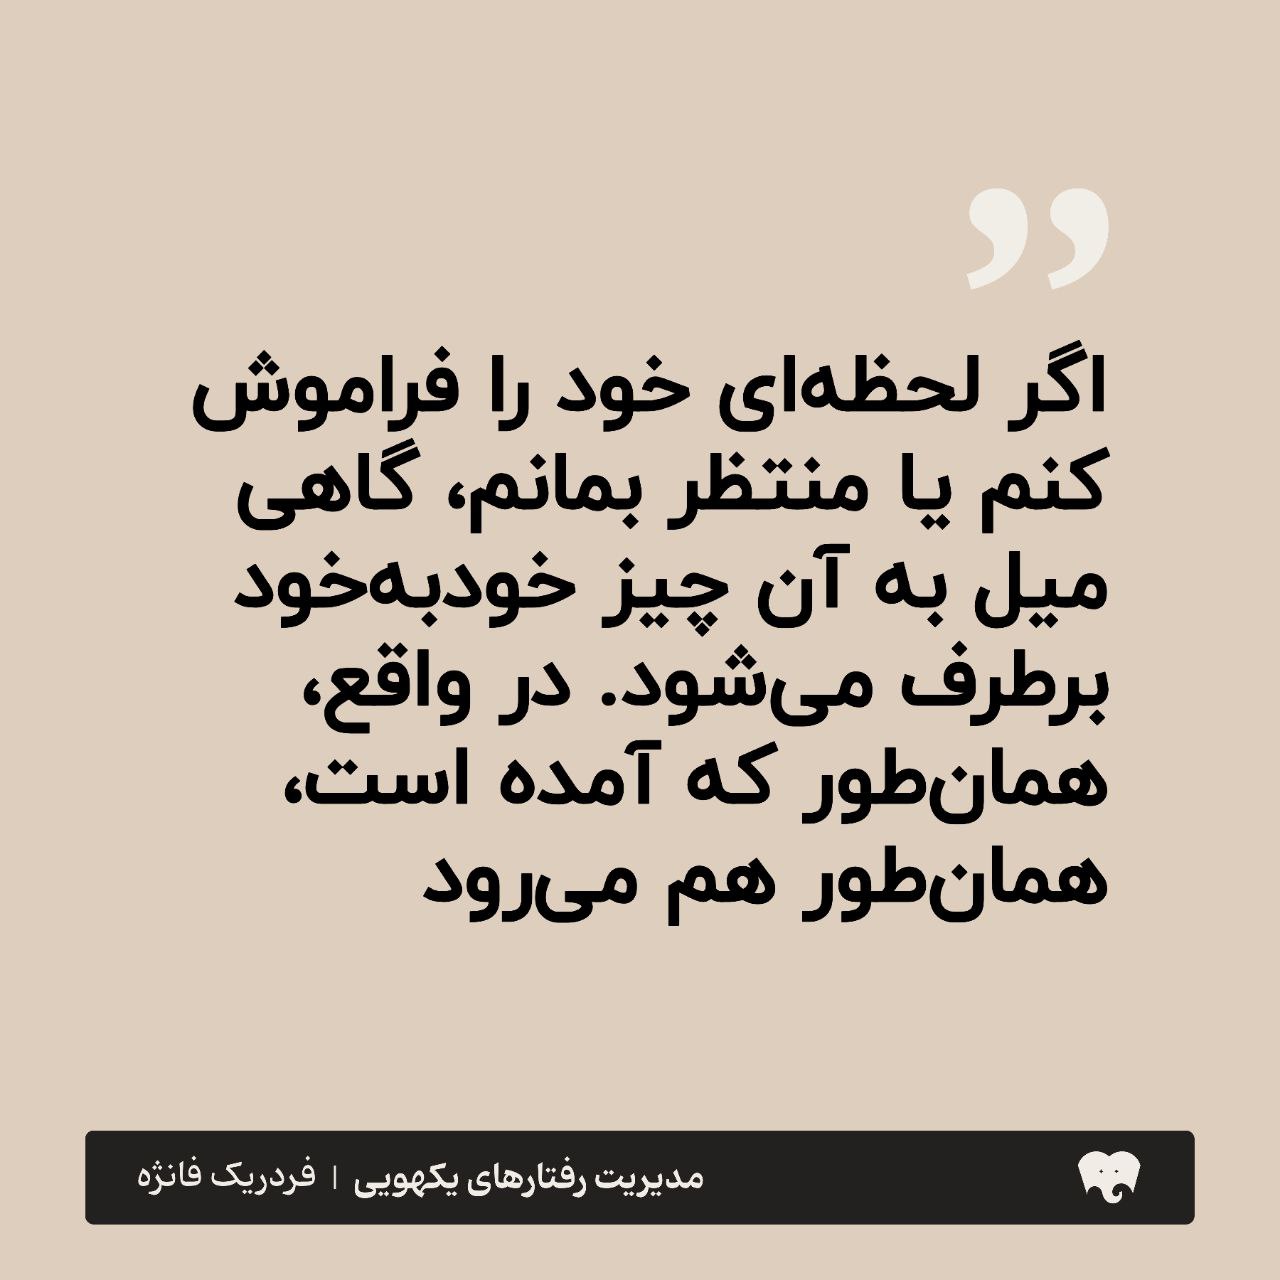 ”
اگر لحظه‌ای خود را فراموش
کنم یا منتظر بمانم، گاهی
میل به آن چیز خودبه‌خود
برطرف می‌شود. در واقع،
همان‌طور که آمده است،
همان‌طور هم می‌رود
مدیریت رفتارهای یکهویی | فردریک فانژه